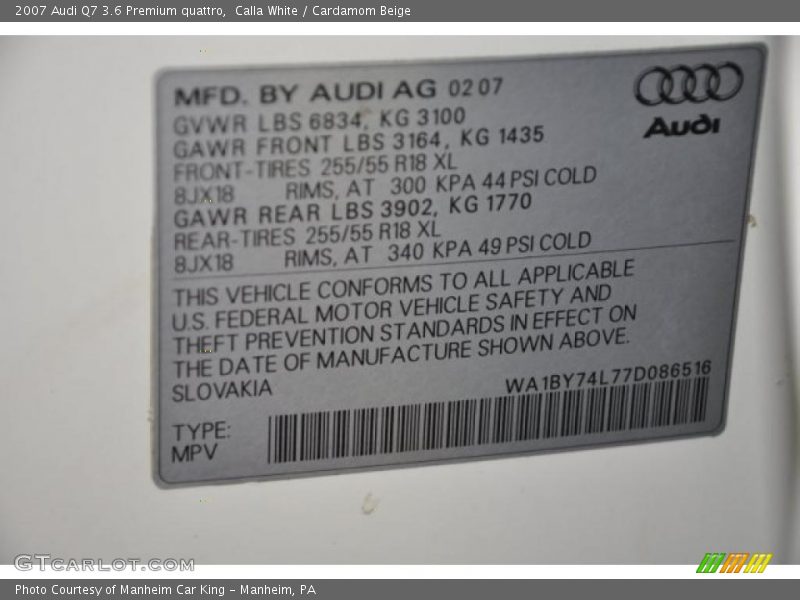 2007 Audi Q7 3.6 Premium quattro,  Calla White / Cardamom Beige
MFD. BY AUDI AG 02 07
GVWR LBS 6834, KG 3100
GAWR FRONT LBS 3164, KG 1435
FRONT-TIRES 255/55 R18 XL
8JX18 RIMS, AT 300 KPA 44 PSI COLD
GAWR REAR LBS 3902, KG 1770
REAR-TIRES 255/55 R18 XL
8JX18 RIMS, AT 340 KPA 49 PSI COLD
Audi
THIS VEHICLE CONFORMS TO ALL APPLICABLE
U.S. FEDERAL MOTOR VEHICLE SAFETY AND
THEFT PREVENTION STANDARDS IN EFFECT ON
THE DATE OF MANUFACTURE SHOWN ABOVE.
SLOVAKIA
WA1BY74L77D086516
TYPE:
MPV
GTCARLOT.COM
Photo Courtesy of Manheim Car King - Manheim, PA